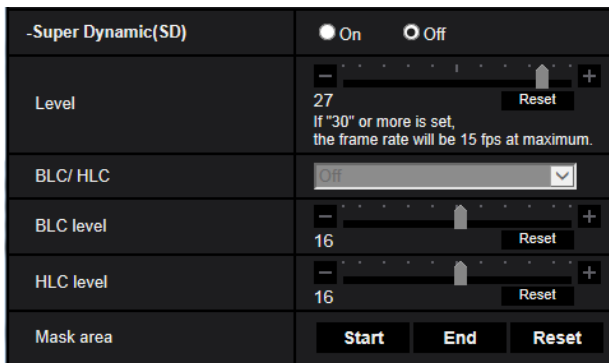 -Super Dynamic(SD)
On Off
Level
27 Reset
If "30" or more is set,
the frame rate will be 15 fps at maximum.
BLC/ HLC
Off
BLC level
16 Reset
HLC level
16 Reset
Mask area
Start End Reset